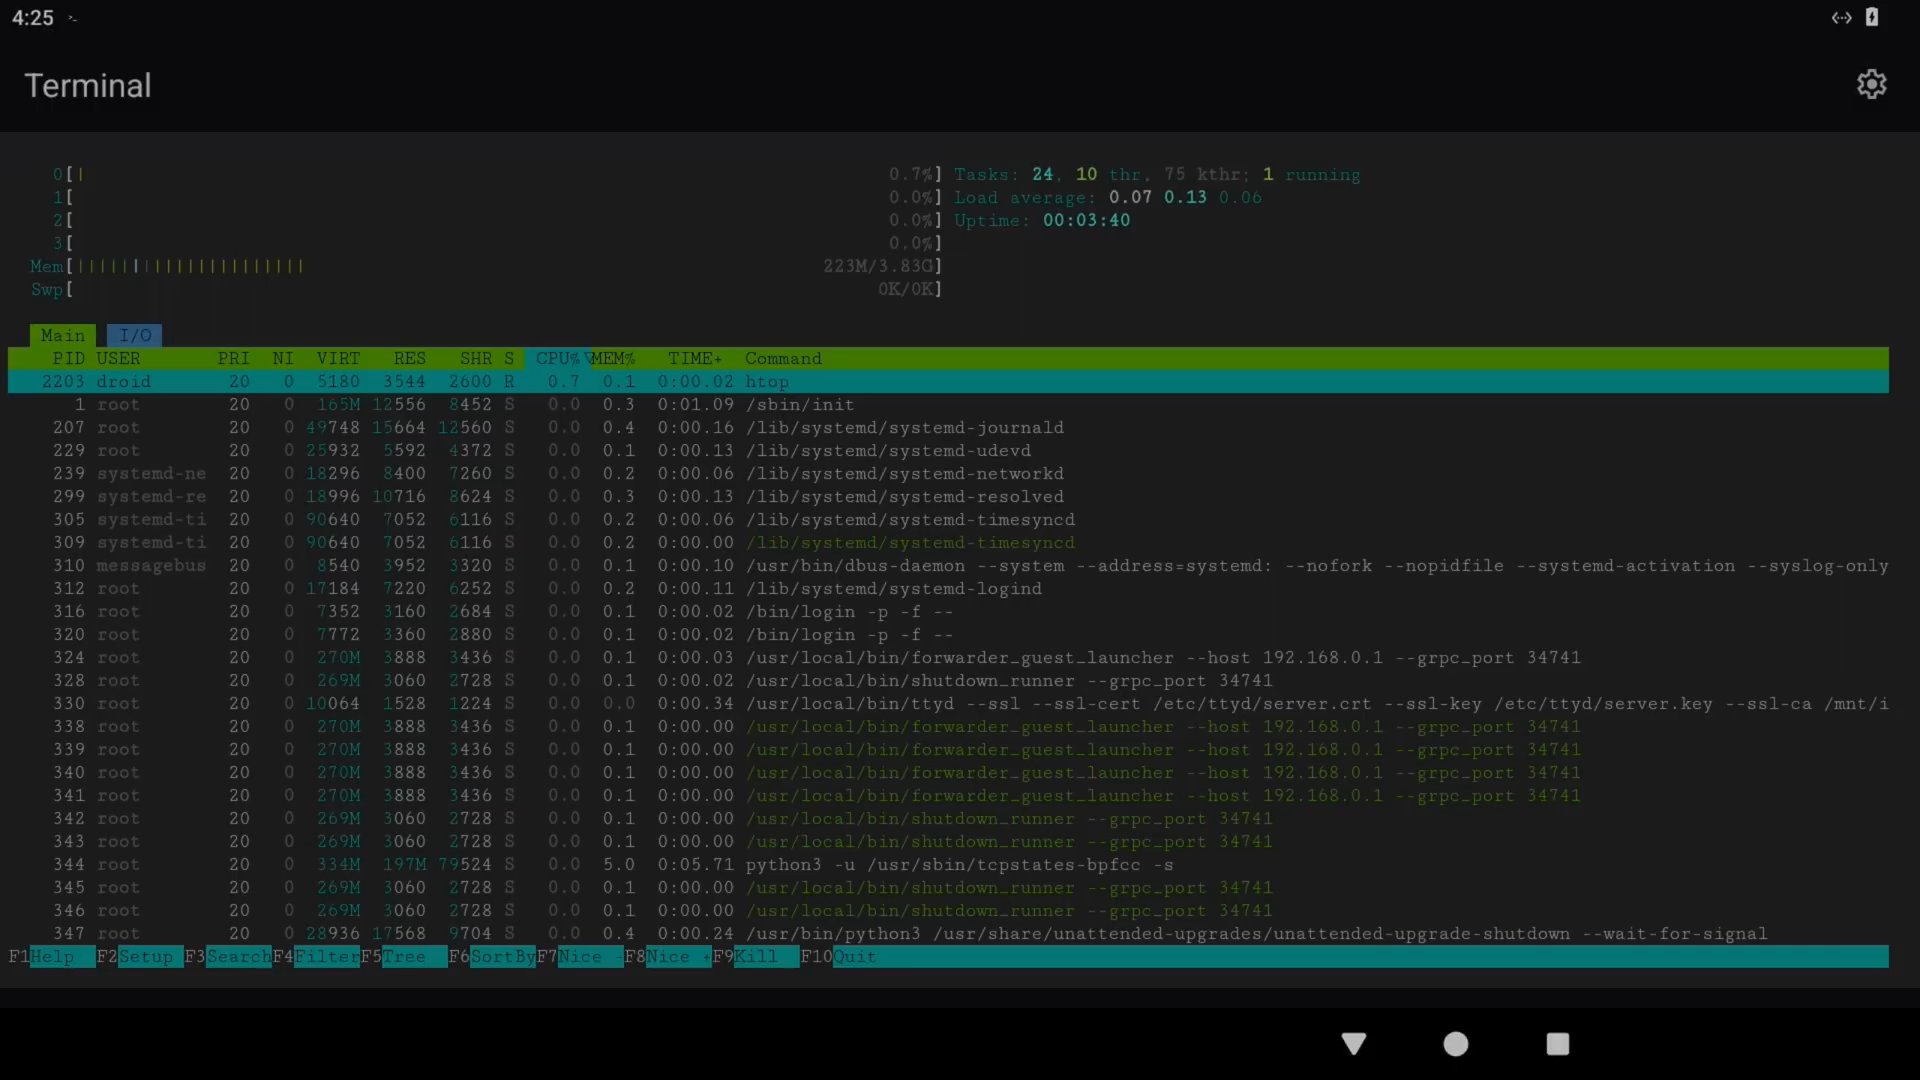 4:25
Terminal
0[| 0.7%] Tasks: 24, 10 thr, 75 kthr; 1 running
1[ 0.0%] Load average: 0.07 0.13 0.06
2[ 0.0%] Uptime: 00:03:40
3[ 0.0%]
Mem[||||||||||||||||||||| 223M/3.83G]
Swp[ 0K/0K]
Main I/O
PID USER PRI NI VIRT RES SHR S CPU%▽MEM% TIME+ Command
2203 droid 20 0 5180 3544 2600 R 0.7 0.1 0:00.02 htop
1 root 20 0 165M 12556 8452 S 0.0 0.3 0:01.09 /sbin/init
207 root 20 0 49748 15664 12560 S 0.0 0.4 0:00.16 /lib/systemd/systemd-journald
229 root 20 0 25932 5592 4372 S 0.0 0.1 0:00.13 /lib/systemd/systemd-udevd
239 systemd-ne 20 0 18296 8400 7260 S 0.0 0.2 0:00.06 /lib/systemd/systemd-networkd
299 systemd-re 20 0 18996 10716 8624 S 0.0 0.3 0:00.13 /lib/systemd/systemd-resolved
305 systemd-ti 20 0 90640 7052 6116 S 0.0 0.2 0:00.06 /lib/systemd/systemd-timesyncd
309 systemd-ti 20 0 90640 7052 6116 S 0.0 0.2 0:00.00 /lib/systemd/systemd-timesyncd
310 messagebus 20 0 8540 3952 3320 S 0.0 0.1 0:00.10 /usr/bin/dbus-daemon --system --address=systemd: --nofork --nopidfile --systemd-activation --syslog-only
312 root 20 0 17184 7220 6252 S 0.0 0.2 0:00.11 /lib/systemd/systemd-logind
316 root 20 0 7352 3160 2684 S 0.0 0.1 0:00.02 /bin/login -p -f --
320 root 20 0 7772 3360 2880 S 0.0 0.1 0:00.02 /bin/login -p -f --
324 root 20 0 270M 3888 3436 S 0.0 0.1 0:00.03 /usr/local/bin/forwarder_guest_launcher --host 192.168.0.1 --grpc_port 34741
328 root 20 0 269M 3060 2728 S 0.0 0.1 0:00.02 /usr/local/bin/shutdown_runner --grpc_port 34741
330 root 20 0 10064 1528 1224 S 0.0 0.0 0:00.34 /usr/local/bin/ttyd --ssl --ssl-cert /etc/ttyd/server.crt --ssl-key /etc/ttyd/server.key --ssl-ca /mnt/i
338 root 20 0 270M 3888 3436 S 0.0 0.1 0:00.00 /usr/local/bin/forwarder_guest_launcher --host 192.168.0.1 --grpc_port 34741
339 root 20 0 270M 3888 3436 S 0.0 0.1 0:00.00 /usr/local/bin/forwarder_guest_launcher --host 192.168.0.1 --grpc_port 34741
340 root 20 0 270M 3888 3436 S 0.0 0.1 0:00.00 /usr/local/bin/forwarder_guest_launcher --host 192.168.0.1 --grpc_port 34741
341 root 20 0 270M 3888 3436 S 0.0 0.1 0:00.00 /usr/local/bin/forwarder_guest_launcher --host 192.168.0.1 --grpc_port 34741
342 root 20 0 269M 3060 2728 S 0.0 0.1 0:00.00 /usr/local/bin/shutdown_runner --grpc_port 34741
343 root 20 0 269M 3060 2728 S 0.0 0.1 0:00.00 /usr/local/bin/shutdown_runner --grpc_port 34741
344 root 20 0 334M 197M 79524 S 0.0 5.0 0:05.71 python3 -u /usr/sbin/tcpstates-bpfcc -s
345 root 20 0 269M 3060 2728 S 0.0 0.1 0:00.00 /usr/local/bin/shutdown_runner --grpc_port 34741
346 root 20 0 269M 3060 2728 S 0.0 0.1 0:00.00 /usr/local/bin/shutdown_runner --grpc_port 34741
347 root 20 0 28936 17568 9704 S 0.0 0.4 0:00.24 /usr/bin/python3 /usr/share/unattended-upgrades/unattended-upgrade-shutdown --wait-for-signal
F1Help F2Setup F3SearchF4FilterF5Tree F6SortByF7Nice -F8Nice +F9Kill F10Quit